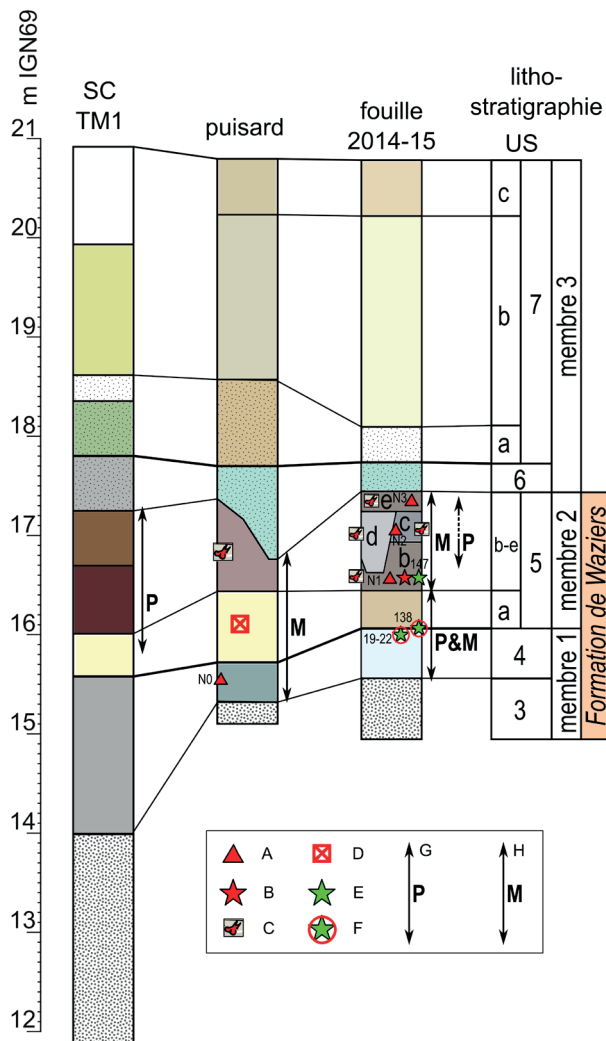 m IGN69
SC
TM1
puisard
fouille
2014-15
litho-
stratigraphie
US
21
20
19
18
17
16
15
14
13
12
c
b
a
7
membre 3
6
b-e
a
5
membre 2
4
3
membre 1
Formation de Waziers
P
M
N0
e
N3
d
c
N2
b
147
N1
M
P
138
19-22
P&M
A
B
C
D
E
F
G
P
H
M